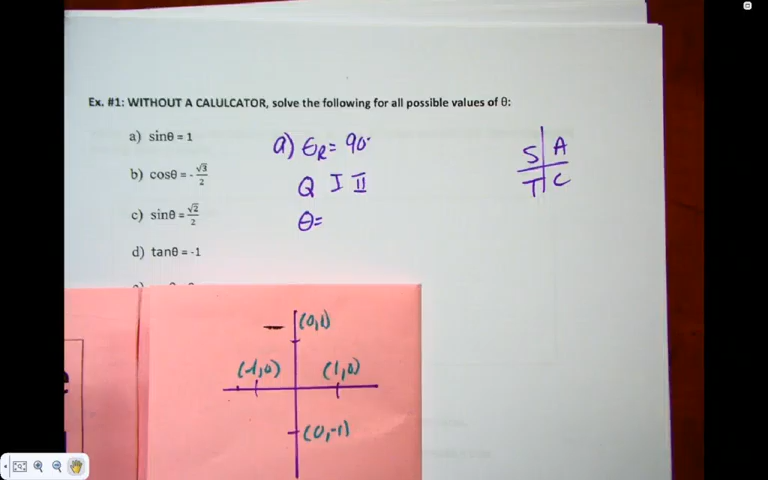 Ex. #1: WITHOUT A CALULCATOR, solve the following for all possible values of θ:
a) sinθ = 1
b) cosθ = -√3/2
c) sinθ = √2/2
d) tanθ = -1
a) ΘR = 90°
Q I II
θ=
S A
T C
(0,1)
(-1,0) (1,0)
(0,-1)